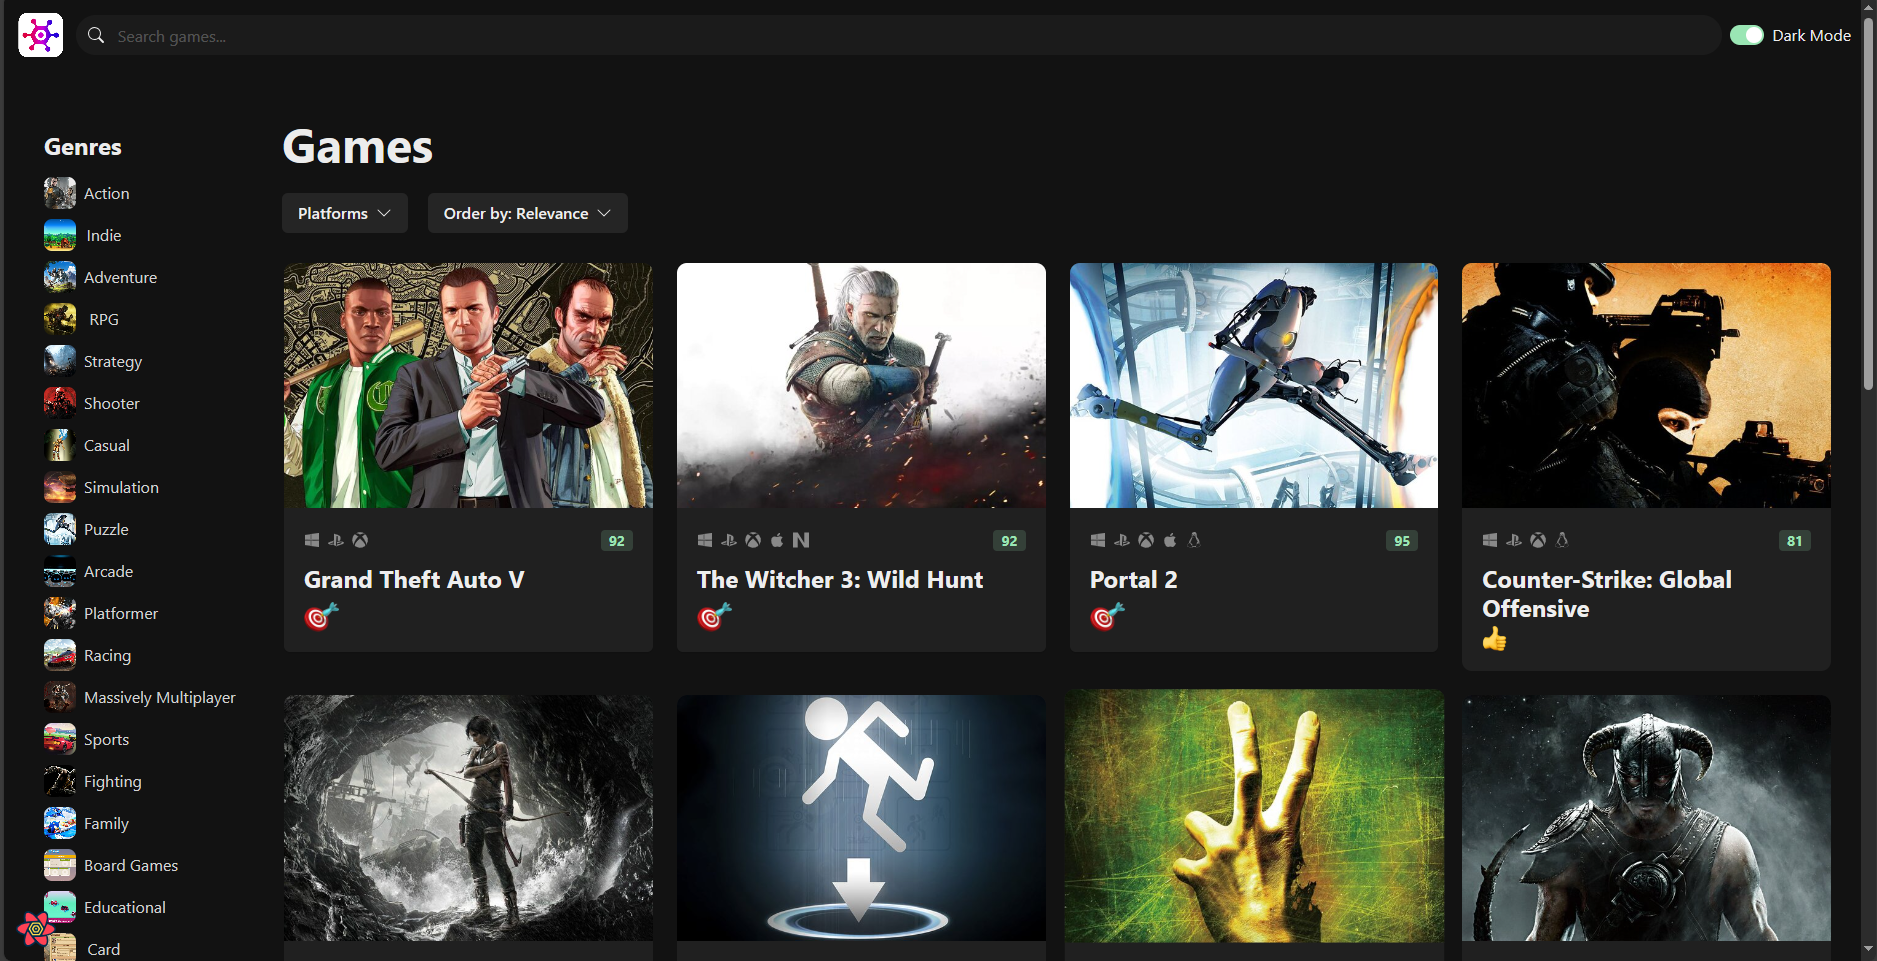 Search games...
Dark Mode
Genres
Action
Indie
Adventure
RPG
Strategy
Shooter
Casual
Simulation
Puzzle
Arcade
Platformer
Racing
Massively Multiplayer
Sports
Fighting
Family
Board Games
Educational
Card
Games
Platforms
Order by: Relevance
92
Grand Theft Auto V
92
The Witcher 3: Wild Hunt
95
Portal 2
81
Counter-Strike: Global
Offensive